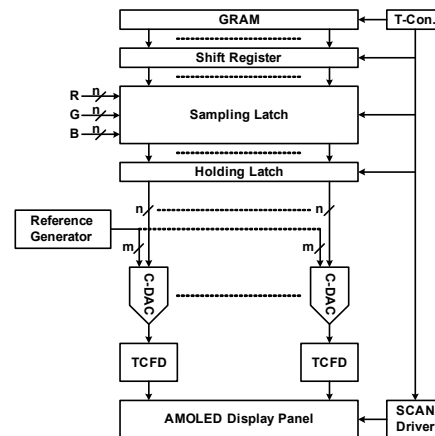 GRAM
T-Con.
Shift Register
R n
G n
B n
Sampling Latch
Holding Latch
n
n
Reference
Generator
m
m
C-DAC
C-DAC
TCFD
TCFD
AMOLED Display Panel
SCAN
Driver